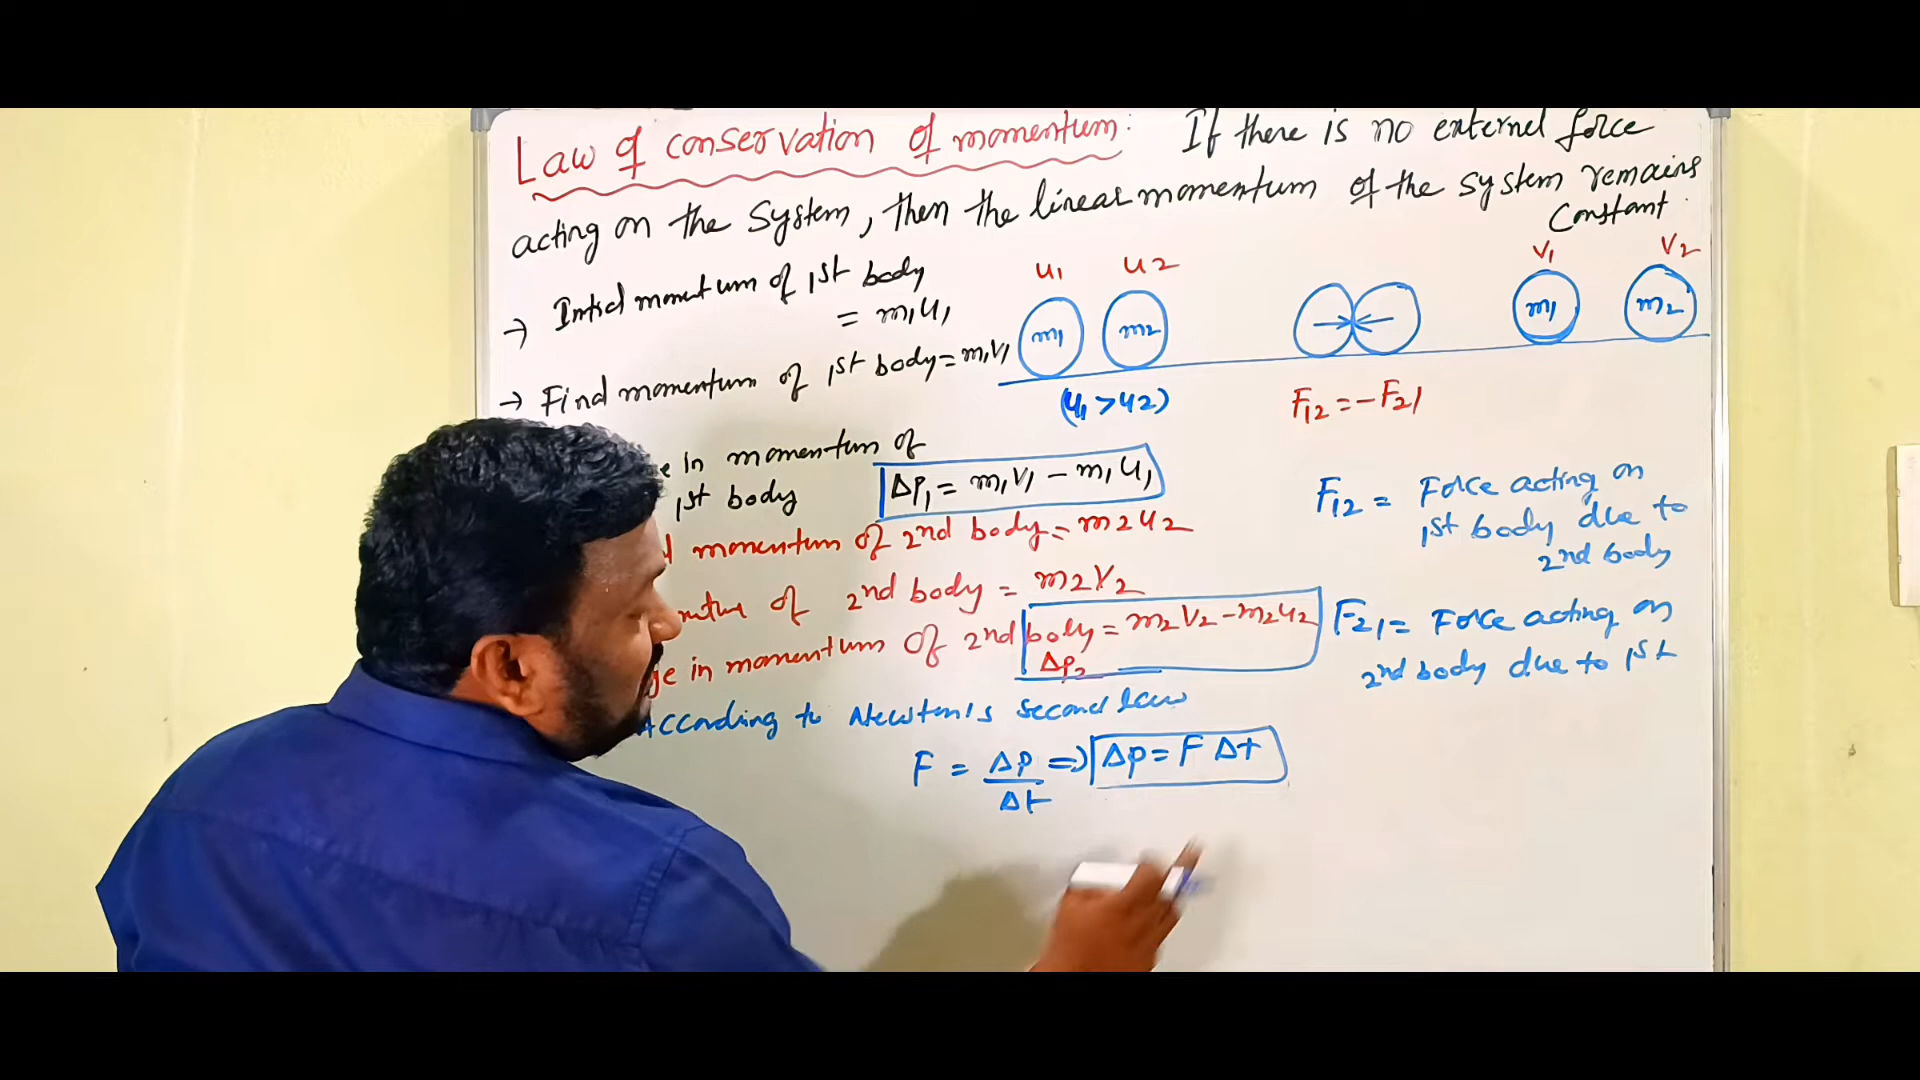 Law of conservation of momentum: If there is no external force
acting on the System, then the linear momentum of the system remains
Constant.
→ Initial momentum of 1st body
= m1u1
→ Find momentum of 1st body = m1v1
in momentum of
1st body
Δp1 = m1v1 - m1u1
momentum of 2nd body = m2u2
of 2nd body = m2v2
in momentum of 2nd body = m2v2 - m2u2
Δp2
According to Newton's second law
F = Δp/Δt ⇒ Δp = F Δt
u1 u2
m1 m2
(u1 > u2)
F12 = -F21
v1 v2
m1 m2
F12 = Force acting on
1st body due to
2nd body
F21 = Force acting on
2nd body due to 1st